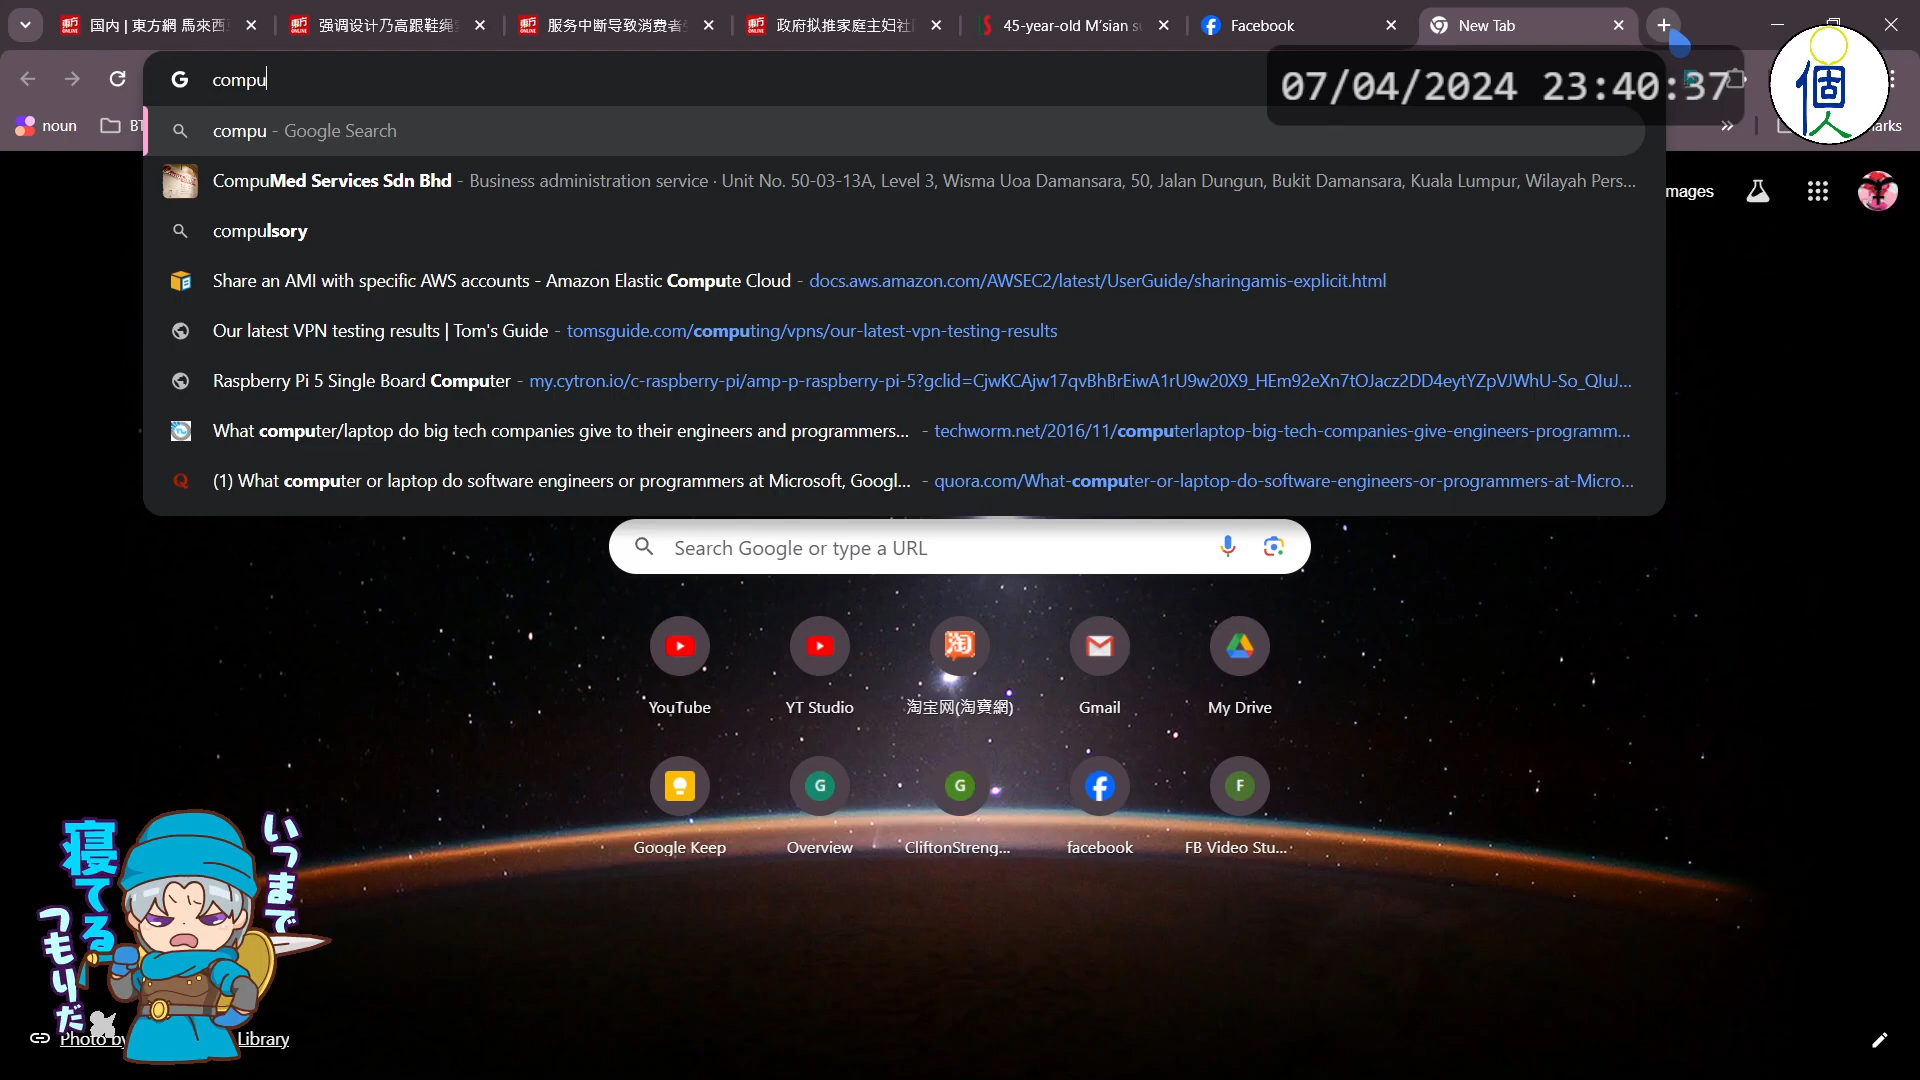 国内 | 東方網 馬來西
强调设计乃高跟鞋绳
服务中断导致消费者
政府拟推家庭主妇社
45-year-old M'sian su
Facebook
New Tab
compu
07/04/2024 23:40:37
個人
noun
compu - Google Search
CompuMed Services Sdn Bhd - Business administration service · Unit No. 50-03-13A, Level 3, Wisma Uoa Damansara, 50, Jalan Dungun, Bukit Damansara, Kuala Lumpur, Wilayah Pers...
compulsory
Share an AMI with specific AWS accounts - Amazon Elastic Compute Cloud - docs.aws.amazon.com/AWSEC2/latest/UserGuide/sharingamis-explicit.html
Our latest VPN testing results | Tom's Guide - tomsguide.com/computing/vpns/our-latest-vpn-testing-results
Raspberry Pi 5 Single Board Computer - my.cytron.io/c-raspberry-pi/amp-p-raspberry-pi-5?gclid=CjwKCAjw17qvBhBrEiwA1rU9w20X9_HEm92eXn7tOJacz2DD4eytYZpVJWhU-So_QIuJ...
What computer/laptop do big tech companies give to their engineers and programmers... - techworm.net/2016/11/computerlaptop-big-tech-companies-give-engineers-programm...
(1) What computer or laptop do software engineers or programmers at Microsoft, Googl... - quora.com/What-computer-or-laptop-do-software-engineers-or-programmers-at-Micro...
Search Google or type a URL
YouTube
YT Studio
淘宝网(淘寶網)
Gmail
My Drive
Google Keep
Overview
CliftonStreng...
facebook
FB Video Stu...
いつまで
寝てる
つもりだ
Photo by
Library